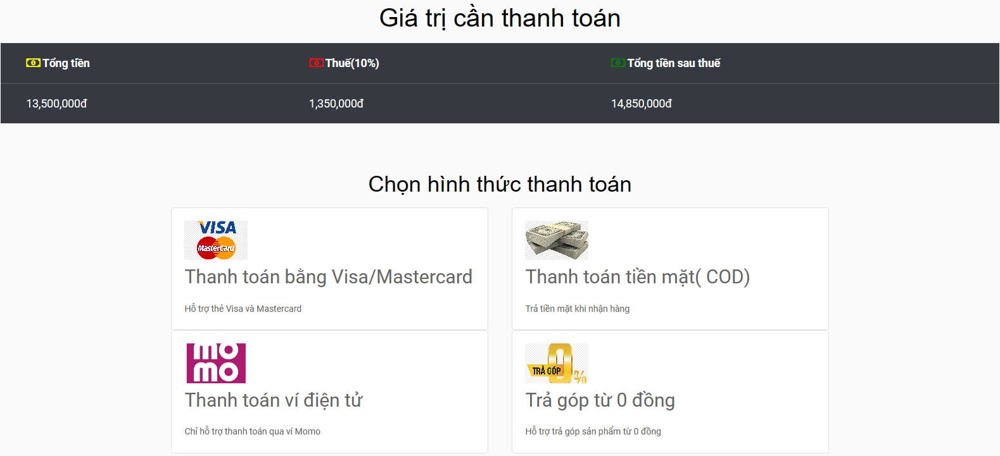 Giá trị cần thanh toán
Tổng tiền Thuế(10%) Tổng tiền sau thuế
13,500,000đ 1,350,000đ 14,850,000đ
Chọn hình thức thanh toán
VISA
MasterCard
Thanh toán bằng Visa/Mastercard
Hỗ trợ thẻ Visa và Mastercard
Thanh toán tiền mặt( COD)
Trả tiền mặt khi nhận hàng
mo
mo
Thanh toán ví điện tử
Chỉ hỗ trợ thanh toán qua ví Momo
TRẢ GÓP 0%
Trả góp từ 0 đồng
Hỗ trợ trả góp sản phẩm từ 0 đồng